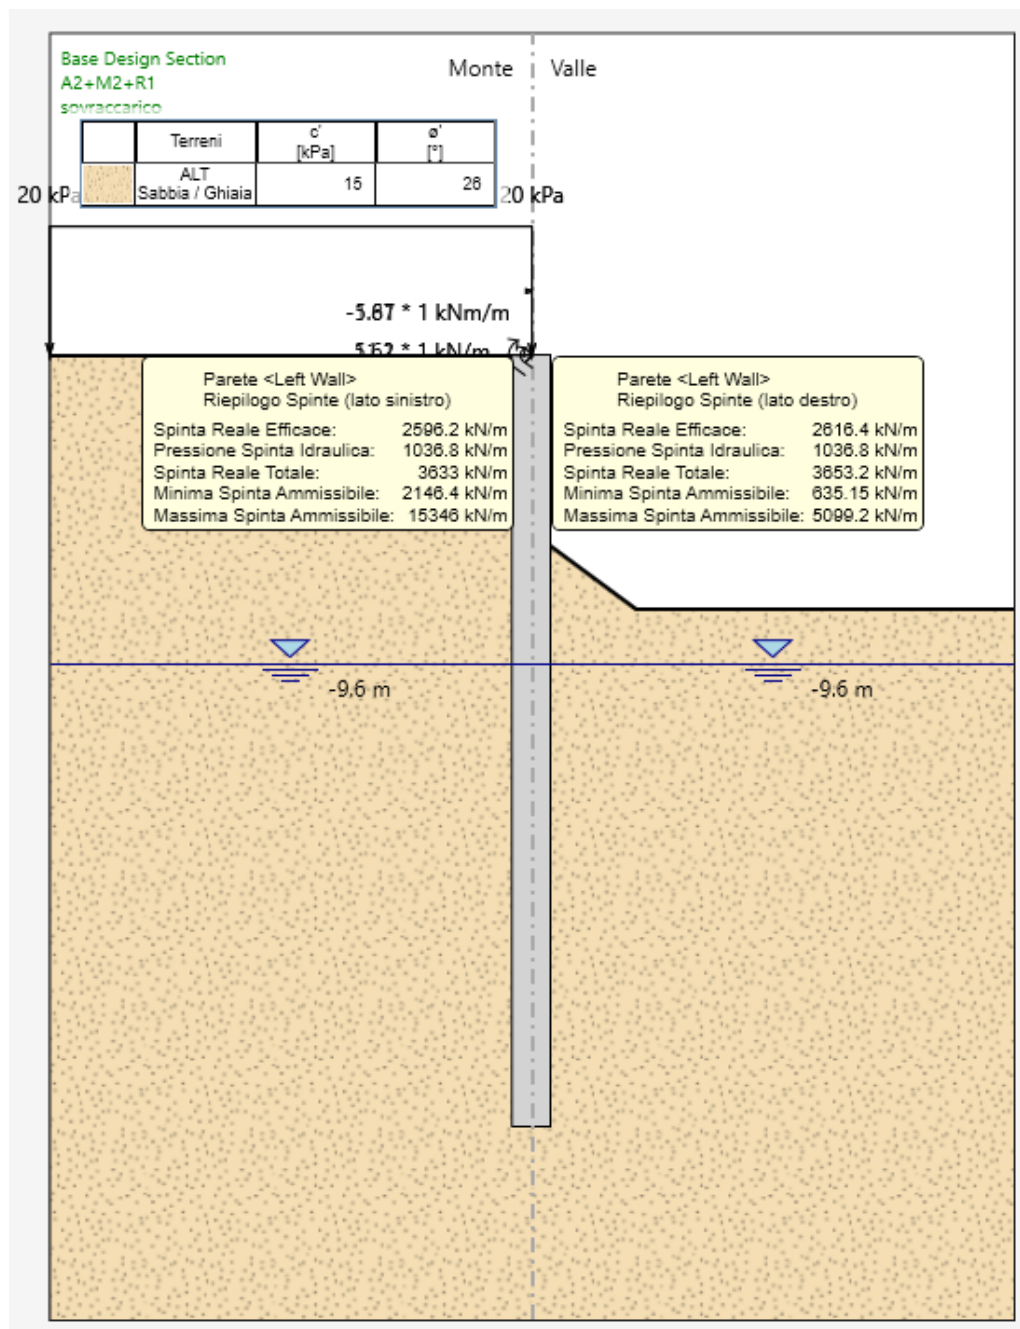 Base Design Section
A2+M2+R1
sovraccarico
Monte Valle
Terreni c' [kPa] ø' [°]
ALT
Sabbia / Ghiaia 15 26
20 kPa 20 kPa
* 1 kNm/m
* 1 kN/m
Parete <Left Wall>
Riepilogo Spinte (lato sinistro)
Spinta Reale Efficace: 2596.2 kN/m
Pressione Spinta Idraulica: 1036.8 kN/m
Spinta Reale Totale: 3633 kN/m
Minima Spinta Ammissibile: 2146.4 kN/m
Massima Spinta Ammissibile: 15346 kN/m
Parete <Left Wall>
Riepilogo Spinte (lato destro)
Spinta Reale Efficace: 2616.4 kN/m
Pressione Spinta Idraulica: 1036.8 kN/m
Spinta Reale Totale: 3653.2 kN/m
Minima Spinta Ammissibile: 635.15 kN/m
Massima Spinta Ammissibile: 5099.2 kN/m
-9.6 m -9.6 m